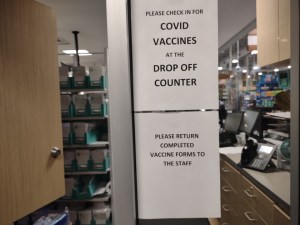 PLEASE CHECK IN FOR
COVID
VACCINES
AT THE
DROP OFF
COUNTER
PLEASE RETURN
COMPLETED
VACCINE FORMS TO
THE STAFF